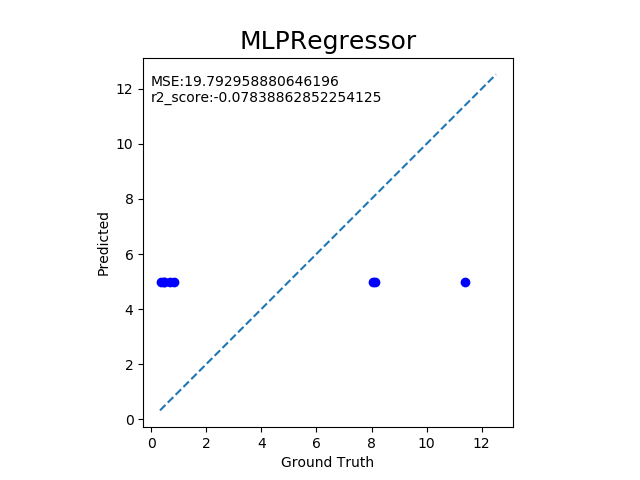 MLPRegressor
MSE:19.792958880646196
r2_score:-0.07838862852254125
12
10
8
6
4
2
0
Predicted
0 2 4 6 8 10 12
Ground Truth